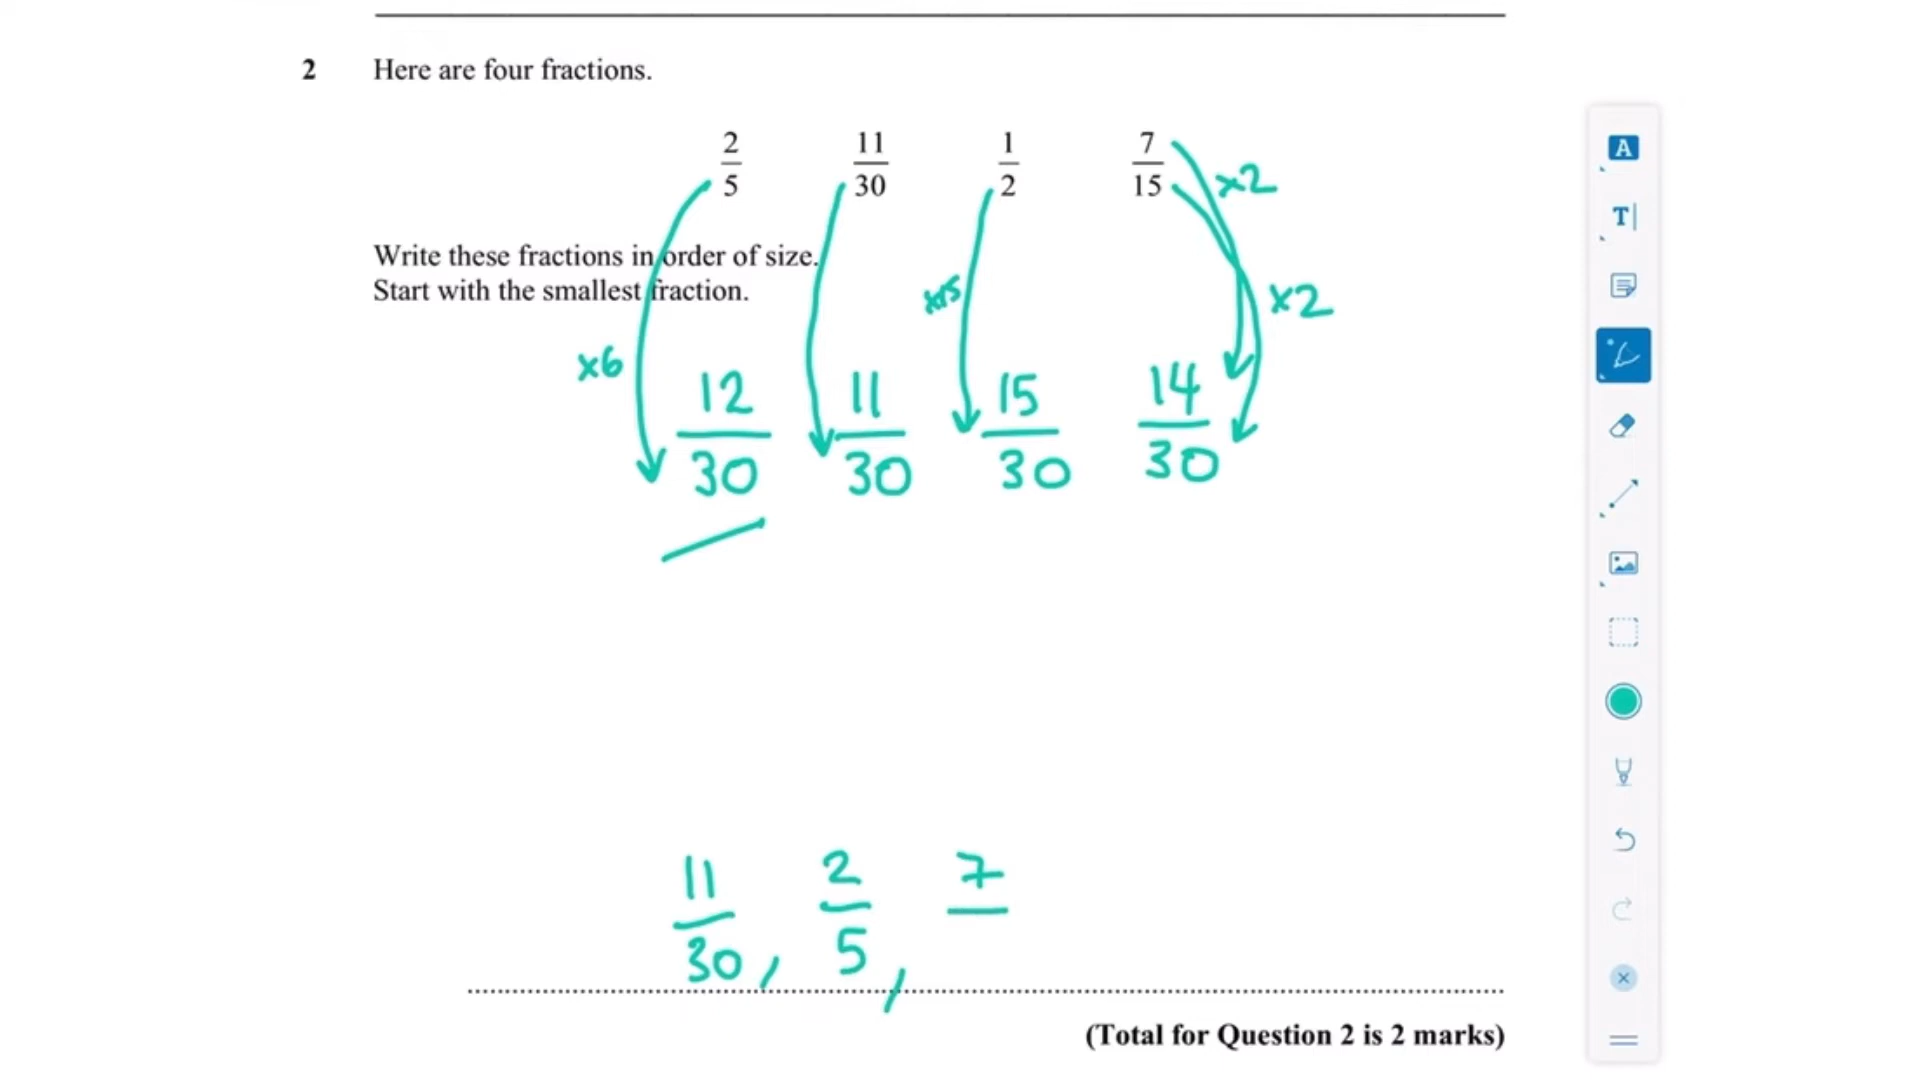 2 Here are four fractions.
2/5 11/30 1/2 7/15
×2
Write these fractions in order of size.
Start with the smallest fraction.
×15 ×2
×6
12/30 11/30 15/30 14/30
11/30, 2/5, 7/
(Total for Question 2 is 2 marks)
A
T